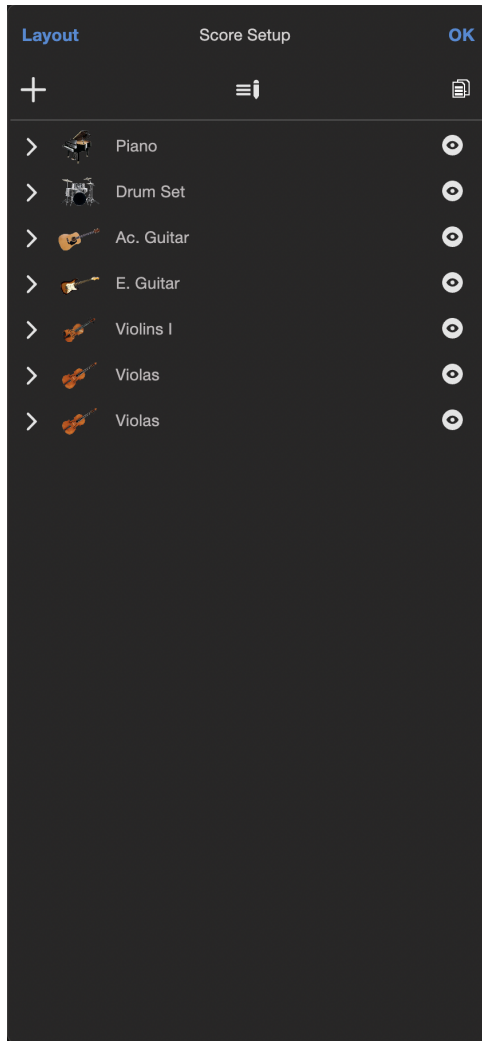 Layout Score Setup OK
Piano
Drum Set
Ac. Guitar
E. Guitar
Violins I
Violas
Violas